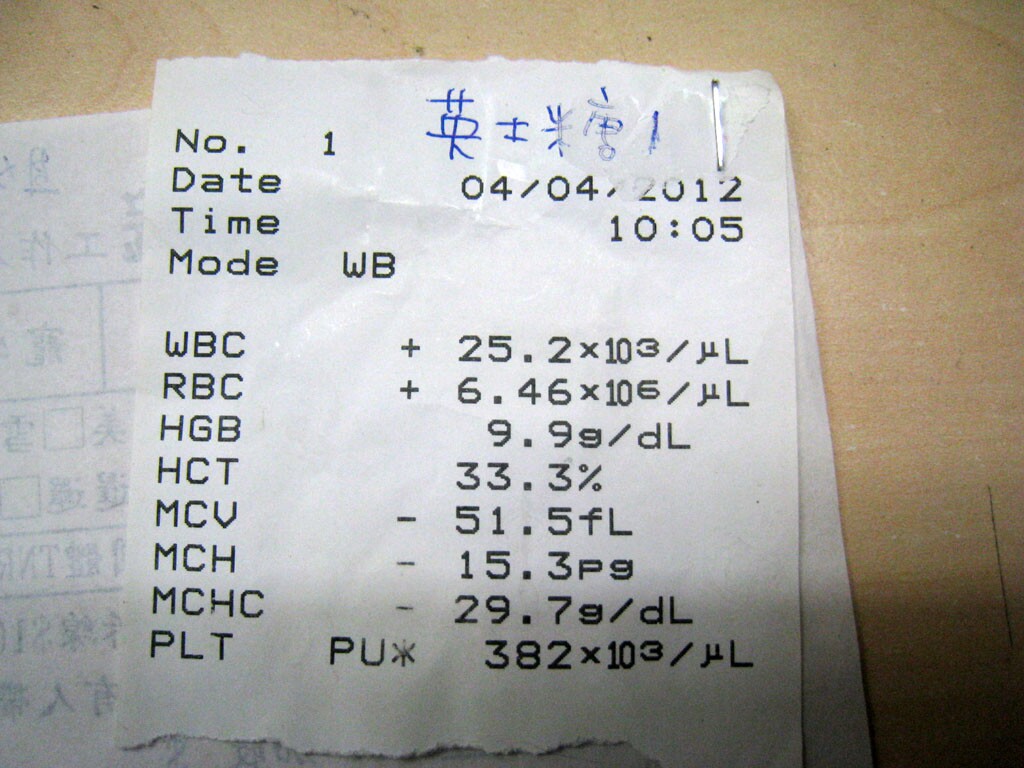 英士糖1
No. 1
Date 04/04/2012
Time 10:05
Mode WB
WBC + 25.2×10³/μL
RBC + 6.46×10⁶/μL
HGB 9.9g/dL
HCT 33.3%
MCV - 51.5fL
MCH - 15.3pg
MCHC - 29.7g/dL
PLT PU* 382×10³/μL